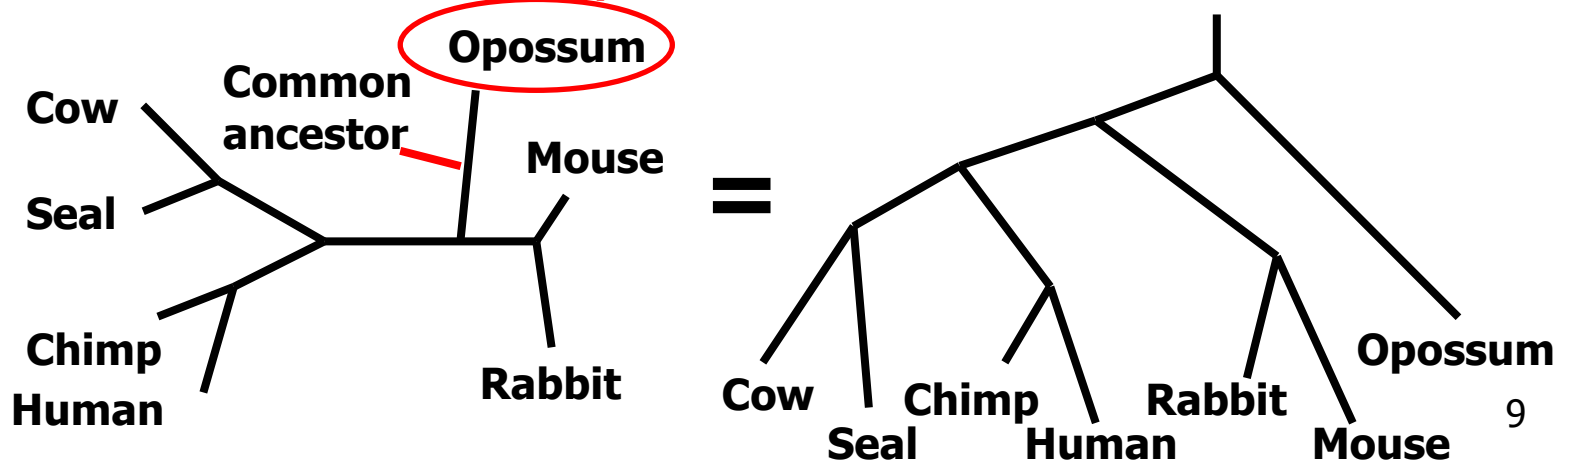 Opossum
Common
ancestor
Cow
Mouse
Seal
Chimp
Human
Rabbit
=
Cow
Seal
Chimp
Human
Rabbit
Mouse
Opossum
9